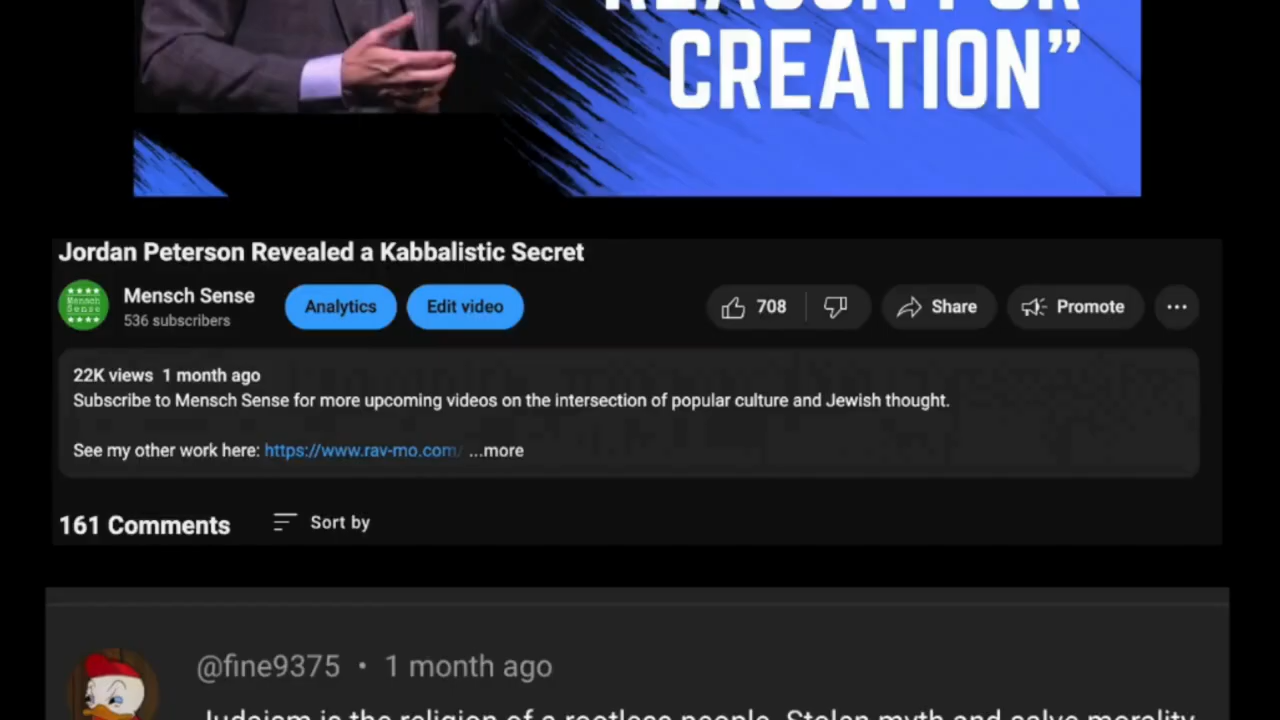 CREATION”
Jordan Peterson Revealed a Kabbalistic Secret
Mensch Sense
536 subscribers
Analytics
Edit video
708
Share
Promote
Mensch
Sense
22K views 1 month ago
Subscribe to Mensch Sense for more upcoming videos on the intersection of popular culture and Jewish thought.
See my other work here: https://www.rav-mo.com/ ...more
161 Comments
Sort by
@fine9375 • 1 month ago
Judaism is the religion of a rootless people. Stolen myth and